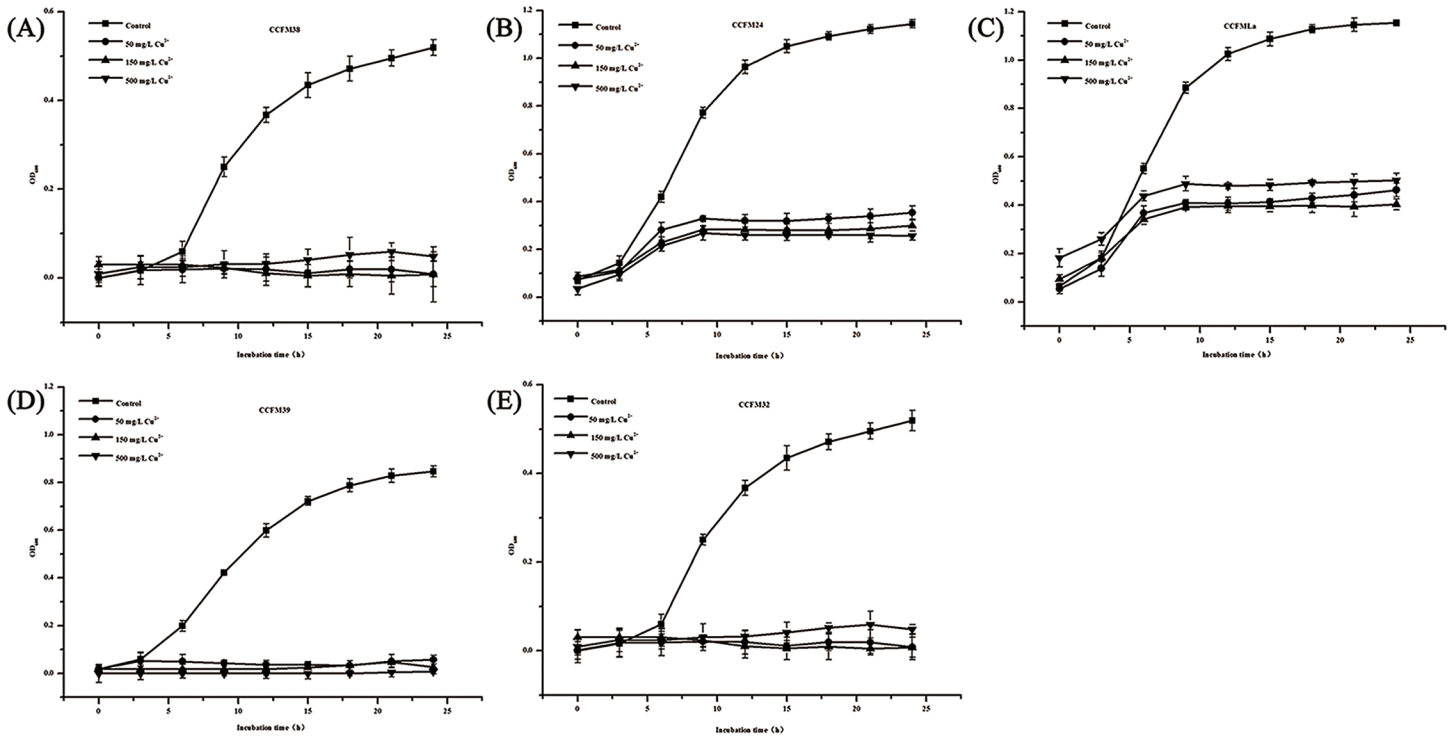 (A)
CCFM38
Control
50 mg/L Cu²⁺
150 mg/L Cu²⁺
500 mg/L Cu²⁺
0.6
0.4
0.2
0.0
OD₆₀₀
0 5 10 15 20 25
Incubation time (h)
(B)
CCFM24
Control
50 mg/L Cu²⁺
150 mg/L Cu²⁺
500 mg/L Cu²⁺
1.2
1.0
0.8
0.6
0.4
0.2
0.0
OD₆₀₀
0 5 10 15 20 25
Incubation time (h)
(C)
CCFMLa
Control
50 mg/L Cu²⁺
150 mg/L Cu²⁺
500 mg/L Cu²⁺
1.2
1.0
0.8
0.6
0.4
0.2
0.0
OD₆₀₀
0 5 10 15 20 25
Incubation time (h)
(D)
CCFM39
Control
50 mg/L Cu²⁺
150 mg/L Cu²⁺
500 mg/L Cu²⁺
1.2
1.0
0.8
0.6
0.4
0.2
0.0
OD₆₀₀
0 5 10 15 20 25
Incubation time (h)
(E)
CCFM32
Control
50 mg/L Cu²⁺
150 mg/L Cu²⁺
500 mg/L Cu²⁺
0.6
0.4
0.2
0.0
OD₆₀₀
0 5 10 15 20 25
Incubation time (h)